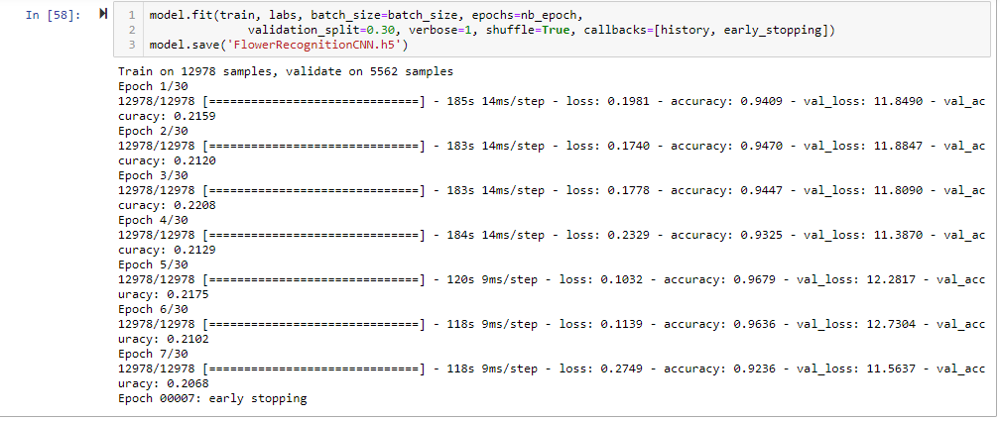 In [58]:
1 model.fit(train, labs, batch_size=batch_size, epochs=nb_epoch,
2 validation_split=0.30, verbose=1, shuffle=True, callbacks=[history, early_stopping])
3 model.save('FlowerRecognitionCNN.h5')
Train on 12978 samples, validate on 5562 samples
Epoch 1/30
12978/12978 [==============================] - 185s 14ms/step - loss: 0.1981 - accuracy: 0.9409 - val_loss: 11.8490 - val_ac
curacy: 0.2159
Epoch 2/30
12978/12978 [==============================] - 183s 14ms/step - loss: 0.1740 - accuracy: 0.9470 - val_loss: 11.8847 - val_ac
curacy: 0.2120
Epoch 3/30
12978/12978 [==============================] - 183s 14ms/step - loss: 0.1778 - accuracy: 0.9447 - val_loss: 11.8090 - val_ac
curacy: 0.2208
Epoch 4/30
12978/12978 [==============================] - 184s 14ms/step - loss: 0.2329 - accuracy: 0.9325 - val_loss: 11.3870 - val_ac
curacy: 0.2129
Epoch 5/30
12978/12978 [==============================] - 120s 9ms/step - loss: 0.1032 - accuracy: 0.9679 - val_loss: 12.2817 - val_acc
uracy: 0.2175
Epoch 6/30
12978/12978 [==============================] - 118s 9ms/step - loss: 0.1139 - accuracy: 0.9636 - val_loss: 12.7304 - val_acc
uracy: 0.2102
Epoch 7/30
12978/12978 [==============================] - 118s 9ms/step - loss: 0.2749 - accuracy: 0.9236 - val_loss: 11.5637 - val_acc
uracy: 0.2068
Epoch 00007: early stopping